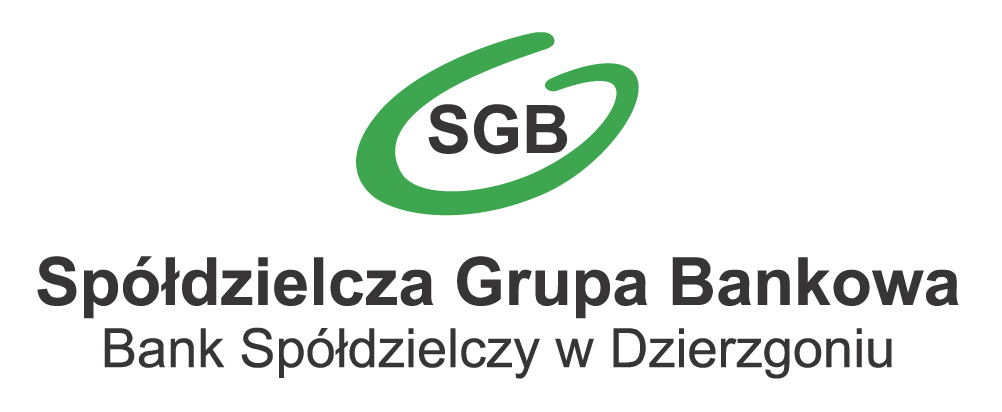 SGB
Spółdzielcza Grupa Bankowa
Bank Spółdzielczy w Dzierzgoniu